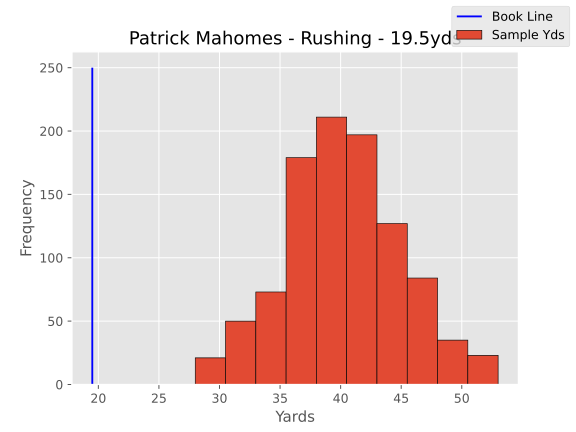 Book Line
Sample Yds
Patrick Mahomes - Rushing - 19.5yds
250
200
150
100
50
0
Frequency
20 25 30 35 40 45 50
Yards